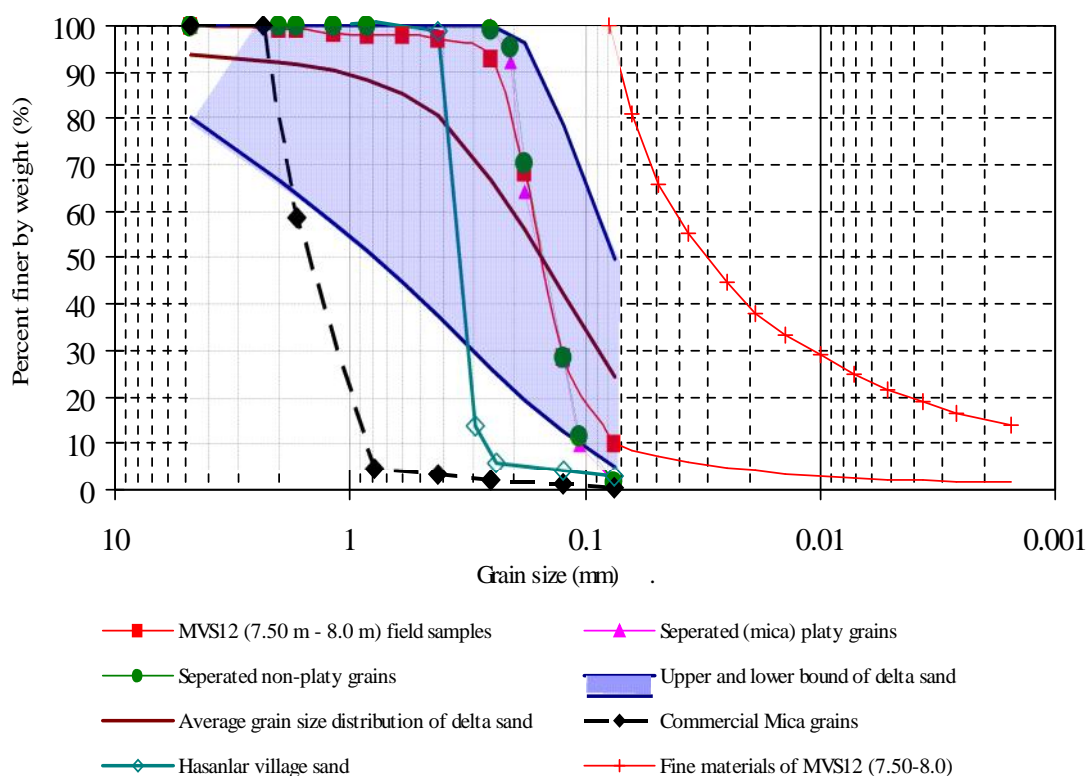 Percent finer by weight (%)
100
90
80
70
60
50
40
30
20
10
0
10
1
0.1
0.01
0.001
Grain size (mm) .
MVS12 (7.50 m - 8.0 m) field samples
Seperated (mica) platy grains
Seperated non-platy grains
Upper and lower bound of delta sand
Average grain size distribution of delta sand
Commercial Mica grains
Hasanlar village sand
Fine materials of MVS12 (7.50-8.0)